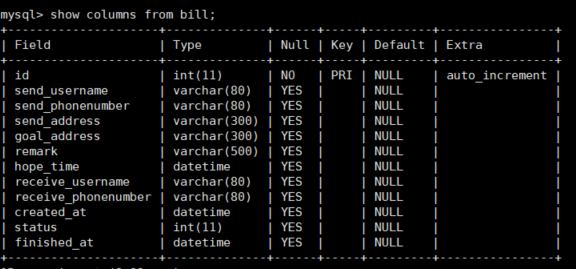 mysql> show columns from bill;
+---------------------+--------------+------+-----+---------+----------------+
| Field | Type | Null | Key | Default | Extra |
+---------------------+--------------+------+-----+---------+----------------+
| id | int(11) | NO | PRI | NULL | auto_increment |
| send_username | varchar(80) | YES | | NULL | |
| send_phonenumber | varchar(80) | YES | | NULL | |
| send_address | varchar(300) | YES | | NULL | |
| goal_address | varchar(300) | YES | | NULL | |
| remark | varchar(500) | YES | | NULL | |
| hope_time | datetime | YES | | NULL | |
| receive_username | varchar(80) | YES | | NULL | |
| receive_phonenumber | varchar(80) | YES | | NULL | |
| created_at | datetime | YES | | NULL | |
| status | int(11) | YES | | NULL | |
| finished_at | datetime | YES | | NULL | |
+---------------------+--------------+------+-----+---------+----------------+